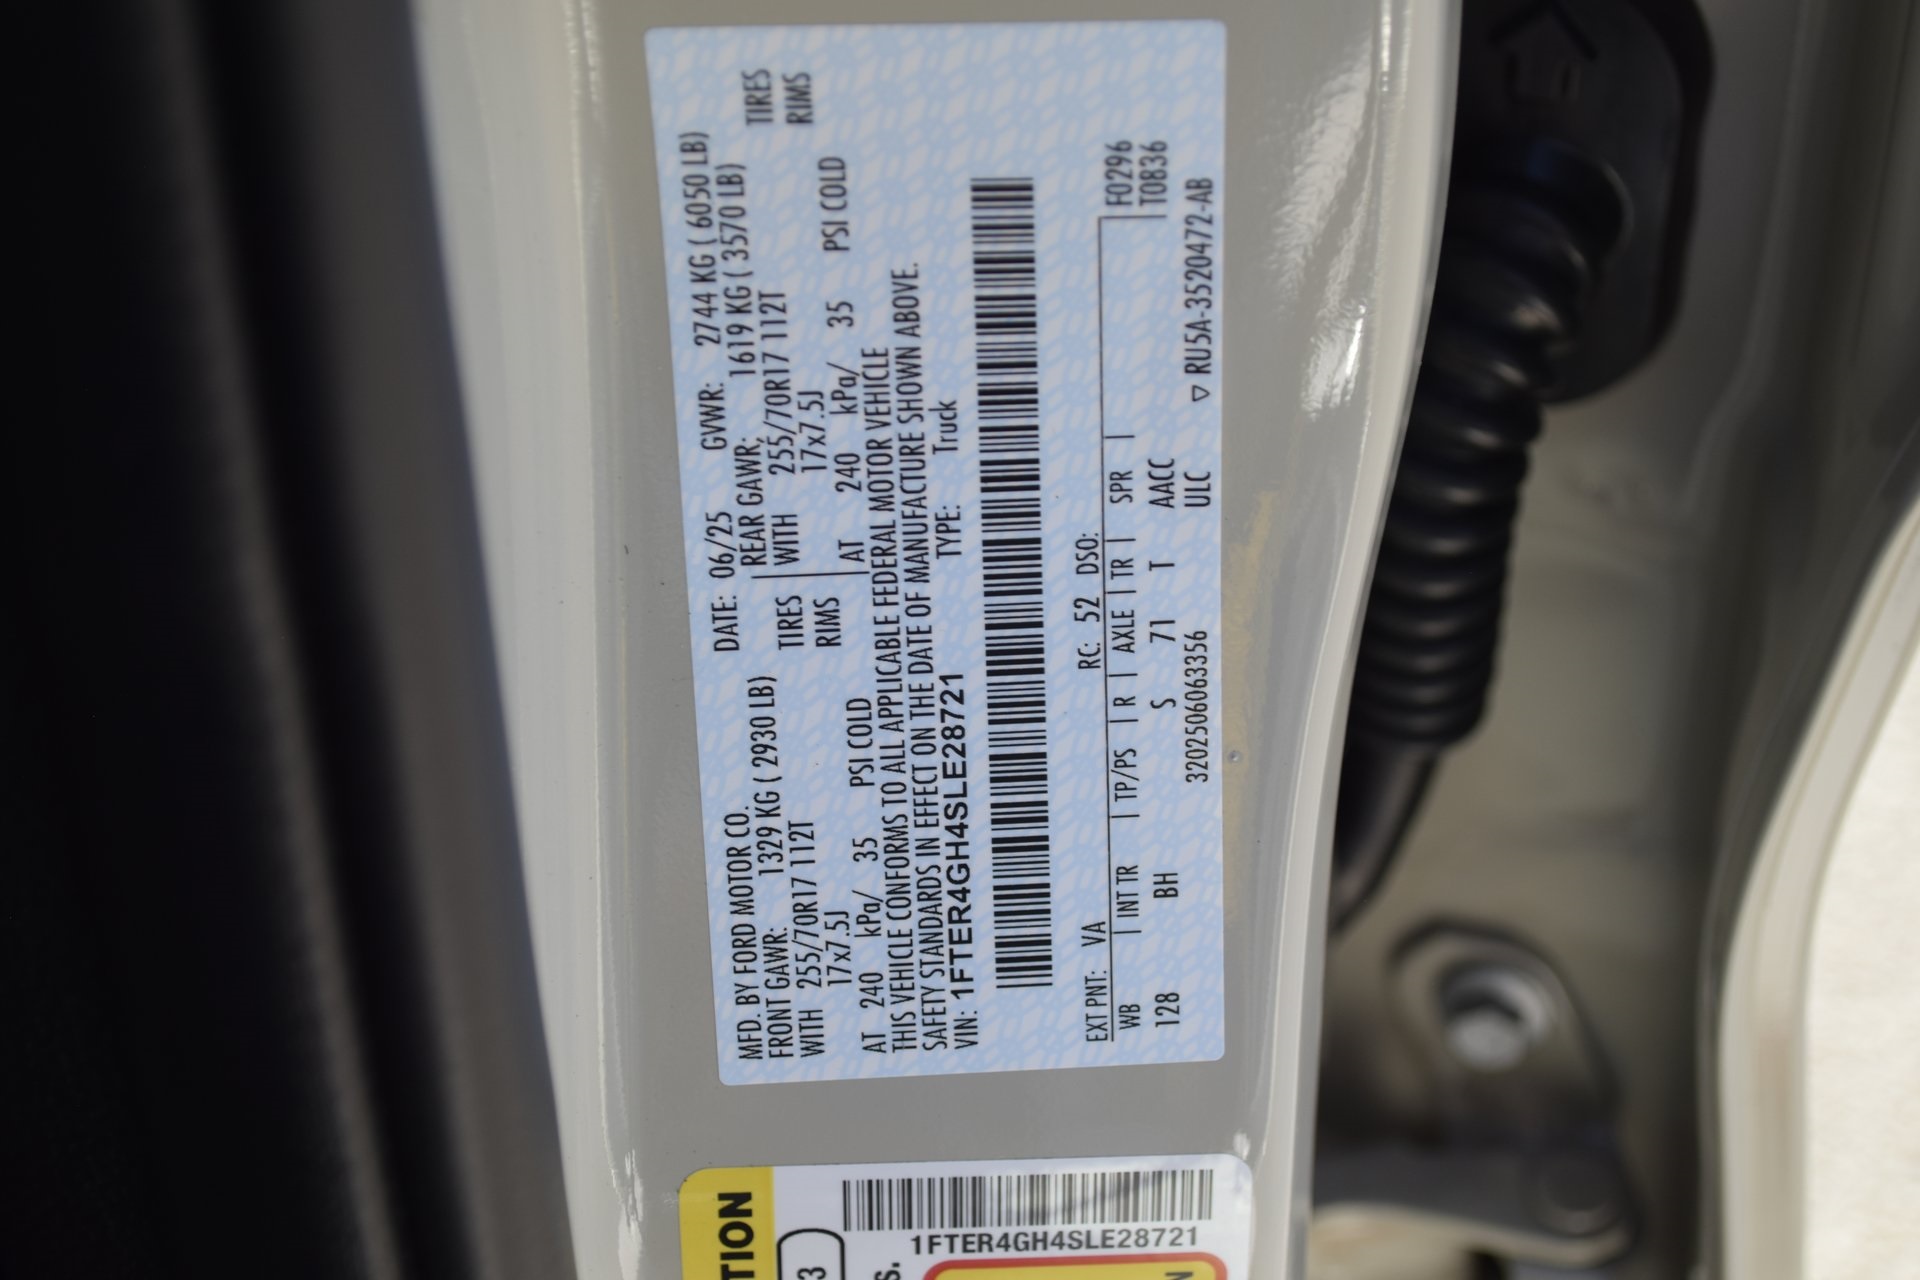 MFD. BY FORD MOTOR CO. DATE: 06/25 GVWR: 2744 KG ( 6050 LB)
FRONT GAWR: 1329 KG ( 2930 LB) REAR GAWR: 1619 KG ( 3570 LB)
WITH 255/70R17 112T TIRES WITH 255/70R17 112T TIRES
17x7.5J RIMS 17x7.5J RIMS
AT 240 kPa/ 35 PSI COLD AT 240 kPa/ 35 PSI COLD
THIS VEHICLE CONFORMS TO ALL APPLICABLE FEDERAL MOTOR VEHICLE
SAFETY STANDARDS IN EFFECT ON THE DATE OF MANUFACTURE SHOWN ABOVE.
VIN: 1FTER4GH4SLE28721 TYPE: Truck
EXT PNT: VA RC: 52 DSO: F0296
WB INT TR TP/PS R AXLE TR SPR T0836
128 BH S 71 T AACC
320250603356 ULC ▽ RU5A-3520472-AB
TION
1FTER4GH4SLE28721
3
S.
N